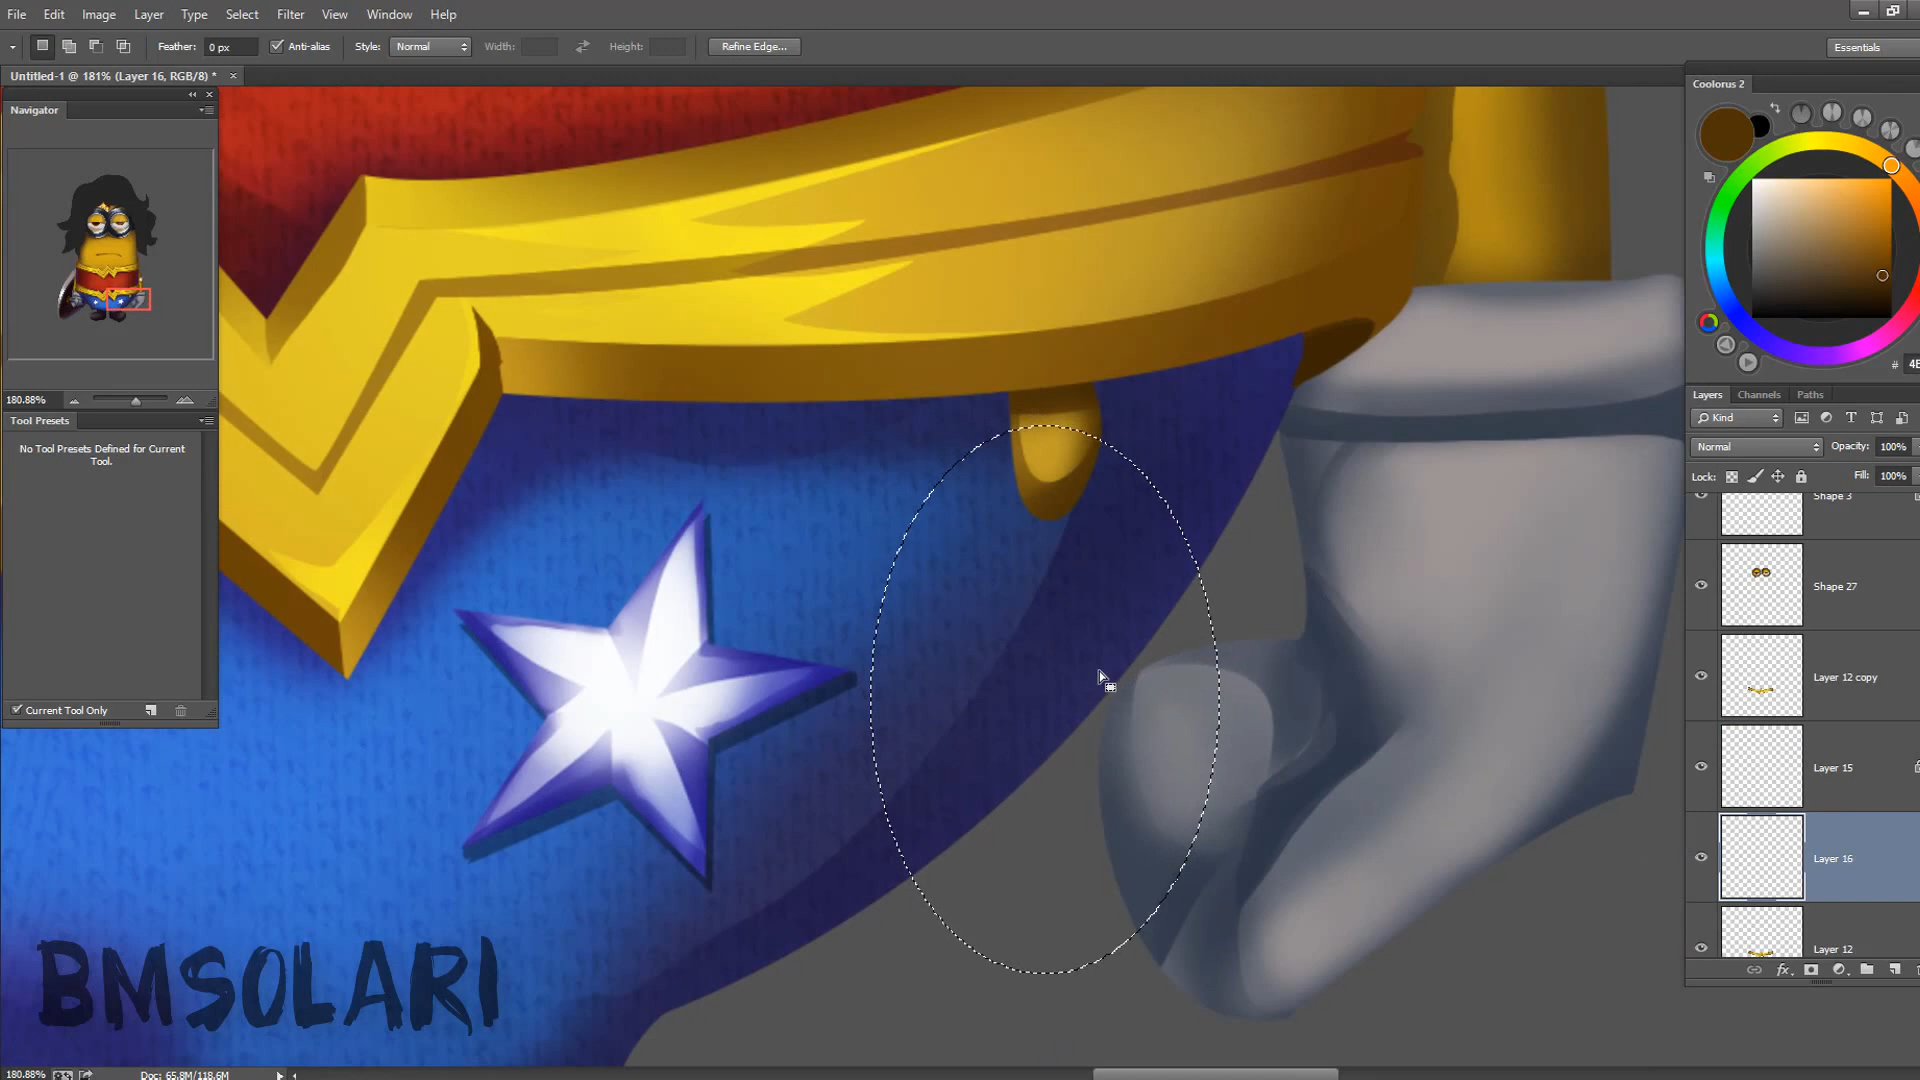 File Edit Image Layer Type Select Filter View Window Help
Feather: 0 px Anti-alias Style: Normal Width: Height: Refine Edge... Essentials
Untitled-1 @ 181% (Layer 16, RGB/8) *
Navigator
180.88%
Tool Presets
No Tool Presets Defined for Current
Tool.
Current Tool Only
Coolorus 2
# 4E
Layers Channels Paths
Kind
Normal Opacity: 100%
Lock: Fill: 100%
Shape 3
Shape 27
Layer 12 copy
Layer 15
Layer 16
Layer 12
BMSOLARI
180.88% Doc: 65.8M/118.6M